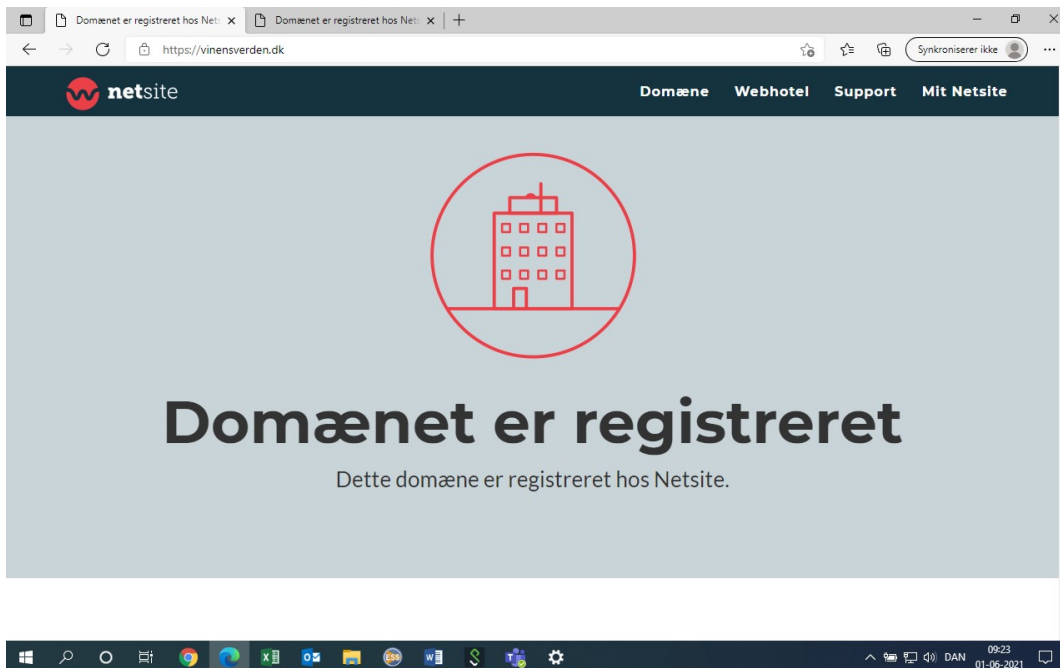 Domænet er registreret hos Net
Domænet er registreret hos Net
https://vinensverden.dk
Synkroniserer ikke
netsite
Domæne Webhotel Support Mit Netsite
Domænet er registreret
Dette domæne er registreret hos Netsite.
ESS
DAN
09:23
01-06-2021